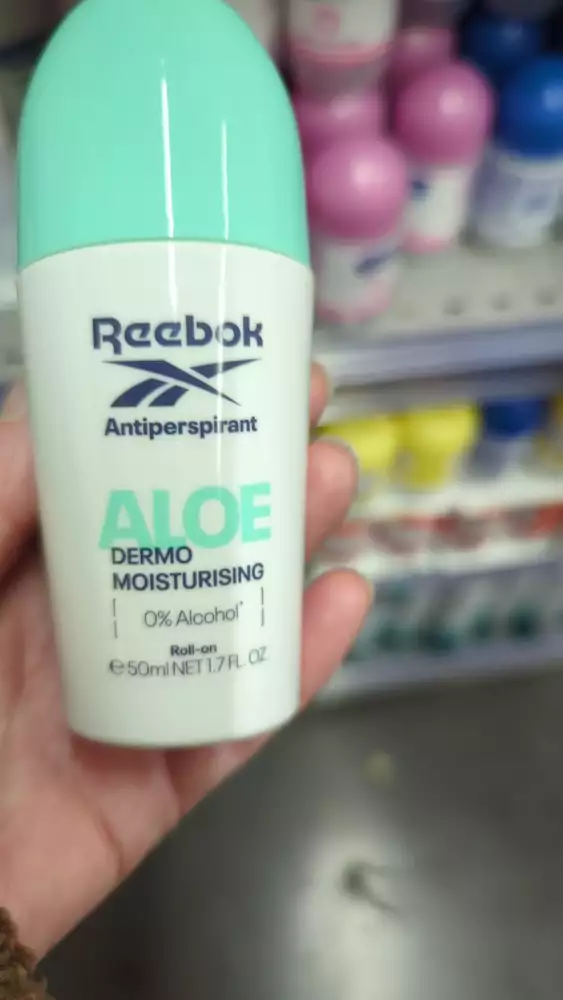 Reebok
Antiperspirant
ALOE
DERMO
MOISTURISING
0% Alcohol*
Roll-on
℮50ml NET 1.7 FL. OZ.